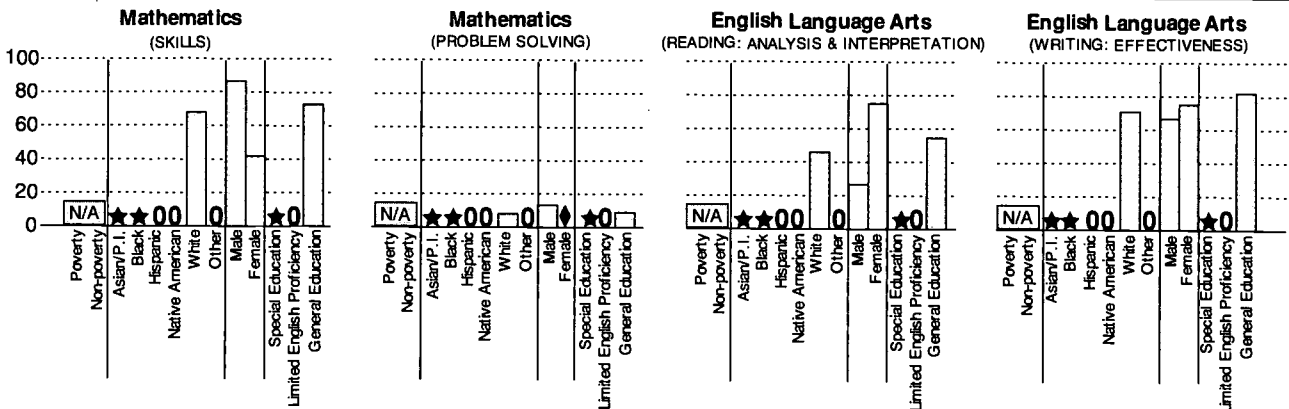 Mathematics
(SKILLS)
100
80
60
40
20
0
N/A
0 0
0
0
Poverty
Non-poverty
Asian/P.I.
Black
Hispanic
Native American
White
Other
Male
Female
Special Education
Limited English Proficiency
General Education
Mathematics
(PROBLEM SOLVING)
N/A
0 0
0
0
Poverty
Non-poverty
Asian/P.I.
Black
Hispanic
Native American
White
Other
Male
Female
Special Education
Limited English Proficiency
General Education
English Language Arts
(READING: ANALYSIS & INTERPRETATION)
N/A
0 0
0
0
Poverty
Non-poverty
Asian/P.I.
Black
Hispanic
Native American
White
Other
Male
Female
Special Education
Limited English Proficiency
General Education
English Language Arts
(WRITING: EFFECTIVENESS)
N/A
0 0
0
0
Poverty
Non-poverty
Asian/P.I.
Black
Hispanic
Native American
White
Other
Male
Female
Special Education
Limited English Proficiency
General Education